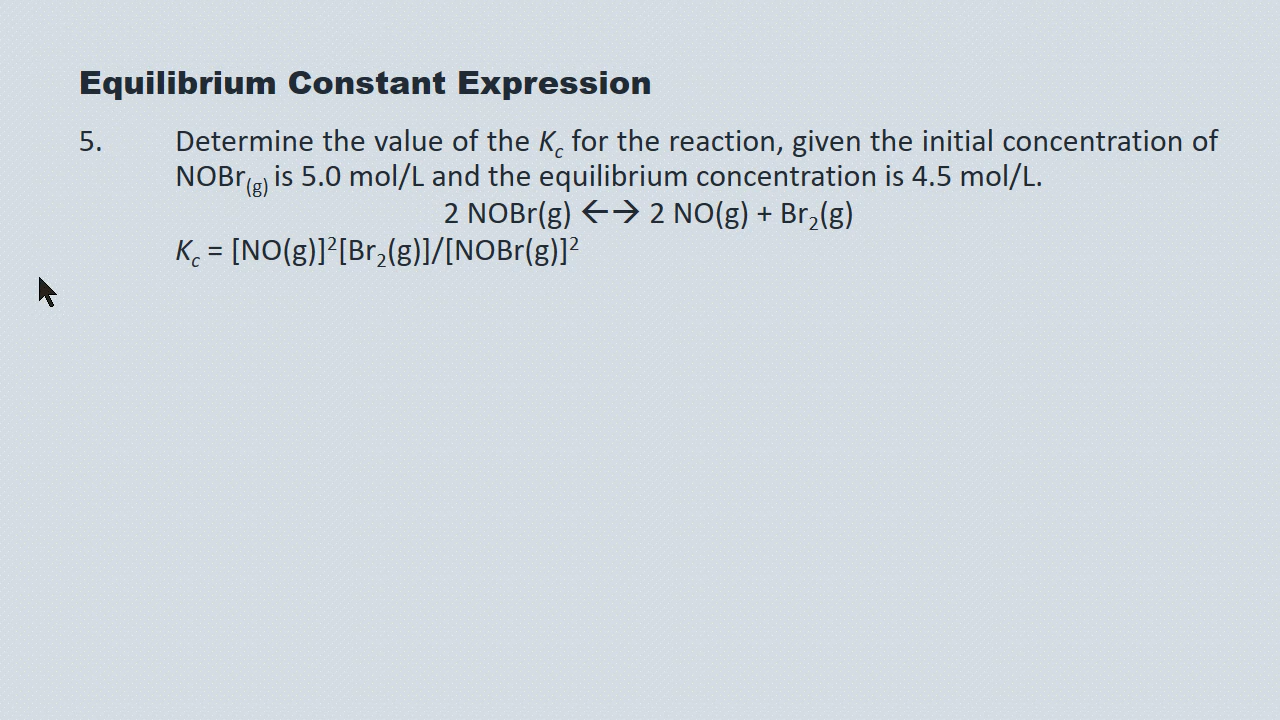 Equilibrium Constant Expression
5. Determine the value of the K꜀ for the reaction, given the initial concentration of
NOBr(g) is 5.0 mol/L and the equilibrium concentration is 4.5 mol/L.
2 NOBr(g) ←→ 2 NO(g) + Br₂(g)
K꜀ = [NO(g)]²[Br₂(g)]/[NOBr(g)]²